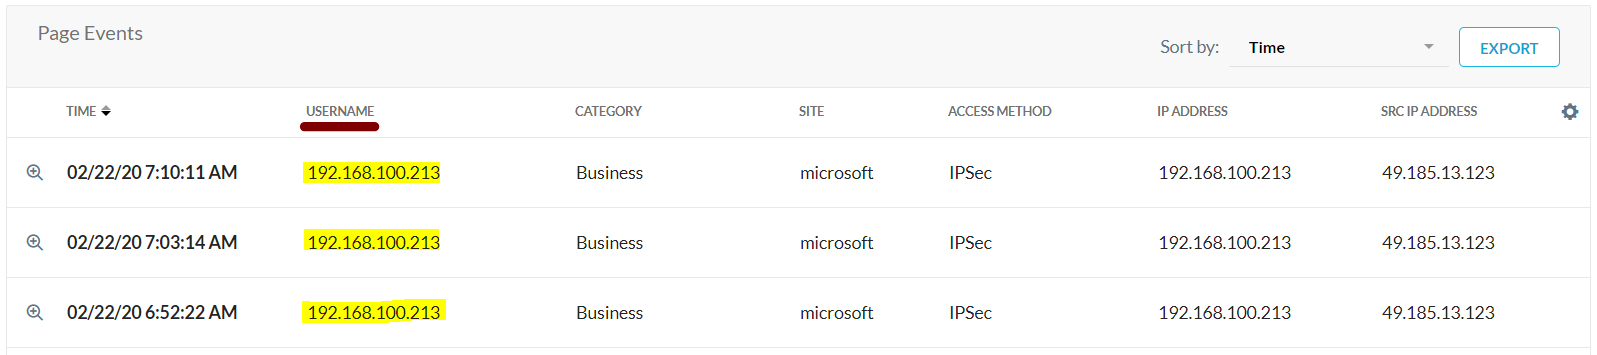 Page Events
Sort by: Time EXPORT
TIME USERNAME CATEGORY SITE ACCESS METHOD IP ADDRESS SRC IP ADDRESS
02/22/20 7:10:11 AM 192.168.100.213 Business microsoft IPSec 192.168.100.213 49.185.13.123
02/22/20 7:03:14 AM 192.168.100.213 Business microsoft IPSec 192.168.100.213 49.185.13.123
02/22/20 6:52:22 AM 192.168.100.213 Business microsoft IPSec 192.168.100.213 49.185.13.123